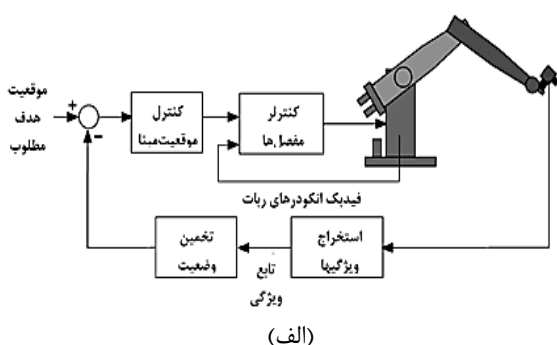 موقعیت
هدف
مطلوب
+
−
کنترل
موقعیت‌مبنا
کنترلر
مفصل‌ها
فیدبک انکودرهای ربات
تخمین
وضعیت
تابع
ویژگی
استخراج
ویژگیها
(الف)